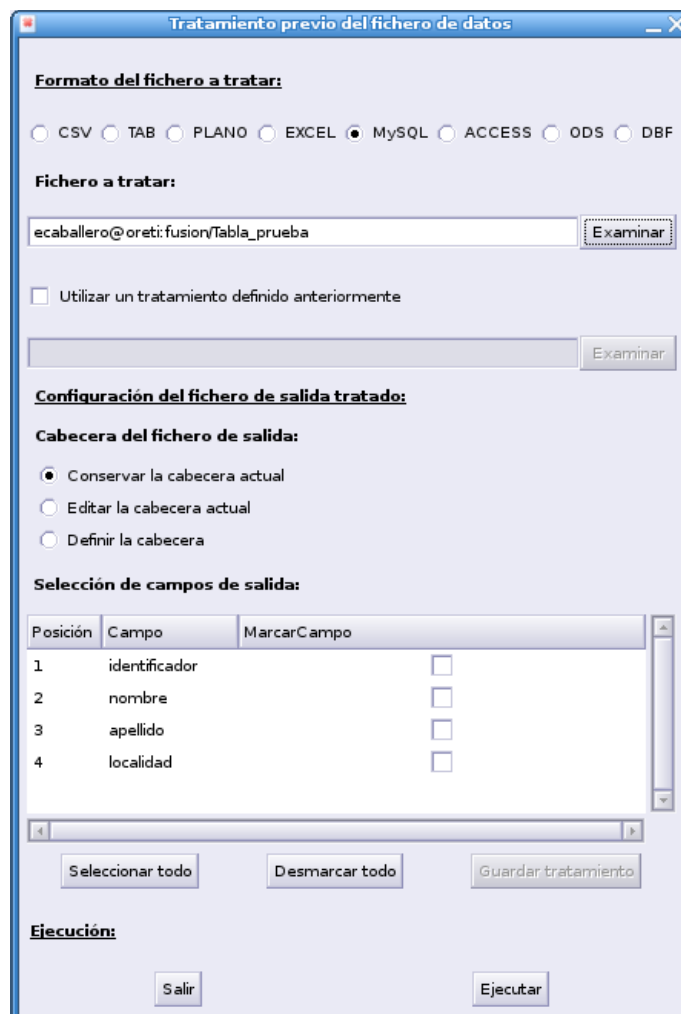 Tratamiento previo del fichero de datos
Formato del fichero a tratar:
CSV TAB PLANO EXCEL MySQL ACCESS ODS DBF
Fichero a tratar:
ecaballero@oreti:fusion/Tabla_prueba Examinar
Utilizar un tratamiento definido anteriormente
Examinar
Configuración del fichero de salida tratado:
Cabecera del fichero de salida:
Conservar la cabecera actual
Editar la cabecera actual
Definir la cabecera
Selección de campos de salida:
Posición Campo MarcarCampo
1 identificador
2 nombre
3 apellido
4 localidad
Seleccionar todo Desmarcar todo Guardar tratamiento
Ejecución:
Salir Ejecutar